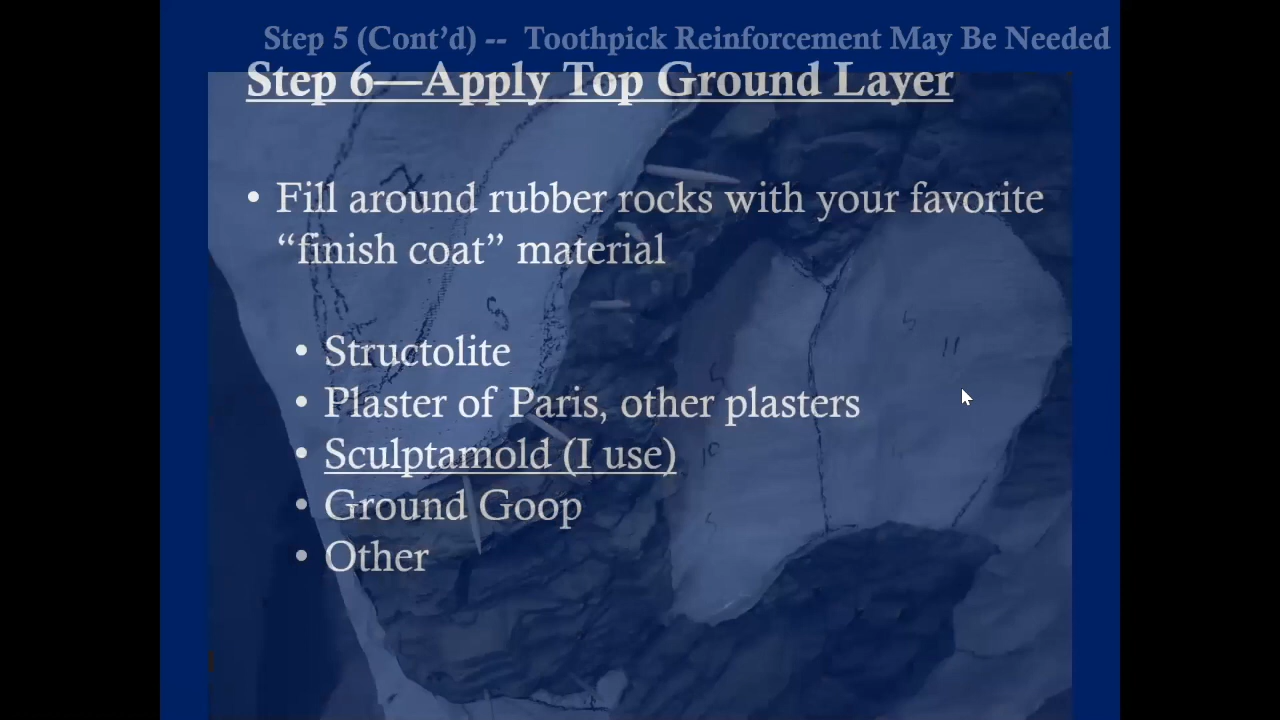 Step 5 (Cont’d) -- Toothpick Reinforcement May Be Needed
Step 6—Apply Top Ground Layer
• Fill around rubber rocks with your favorite
“finish coat” material
• Structolite
• Plaster of Paris, other plasters
• Sculptamold (I use)
• Ground Goop
• Other